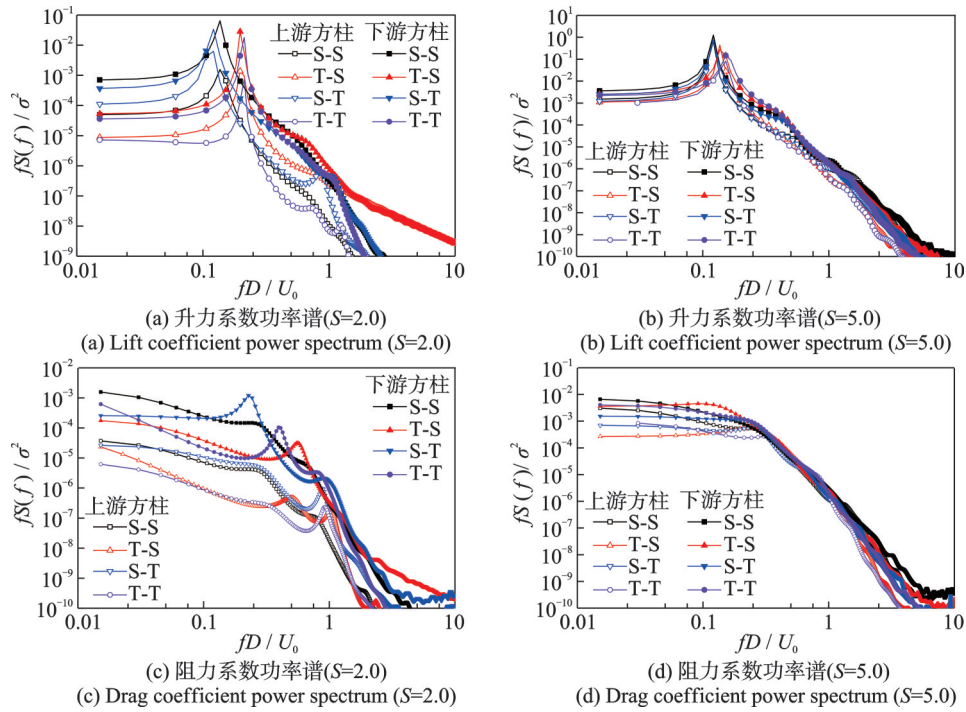 fS(f) / σ²
10⁻¹
10⁻³
10⁻⁵
10⁻⁷
10⁻⁹
上游方柱 下游方柱
S-S S-S
T-S T-S
S-T S-T
T-T T-T
0.01 0.1 1 10
fD / U₀
(a) 升力系数功率谱(S=2.0)
(a) Lift coefficient power spectrum (S=2.0)
fS(f)/ σ²
10²
10¹
10⁰
10⁻¹
10⁻²
10⁻³
10⁻⁴
10⁻⁵
10⁻⁶
10⁻⁷
10⁻⁸
10⁻⁹
10⁻¹⁰
上游方柱 下游方柱
S-S S-S
T-S T-S
S-T S-T
T-T T-T
0.01 0.1 1 10
fD / U₀
(b) 升力系数功率谱(S=5.0)
(b) Lift coefficient power spectrum (S=5.0)
fS(f)/ σ²
10⁻²
10⁻³
10⁻⁴
10⁻⁵
10⁻⁶
10⁻⁷
10⁻⁸
10⁻⁹
10⁻¹⁰
下游方柱
S-S
T-S
S-T
T-T
上游方柱
S-S
T-S
S-T
T-T
0.01 0.1 1 10
fD / U₀
(c) 阻力系数功率谱(S=2.0)
(c) Drag coefficient power spectrum (S=2.0)
fS(f)/ σ²
10⁻¹
10⁻²
10⁻³
10⁻⁴
10⁻⁵
10⁻⁶
10⁻⁷
10⁻⁸
10⁻⁹
10⁻¹⁰
上游方柱 下游方柱
S-S S-S
T-S T-S
S-T S-T
T-T T-T
0.01 0.1 1 10
fD / U₀
(d) 阻力系数功率谱(S=5.0)
(d) Drag coefficient power spectrum (S=5.0)